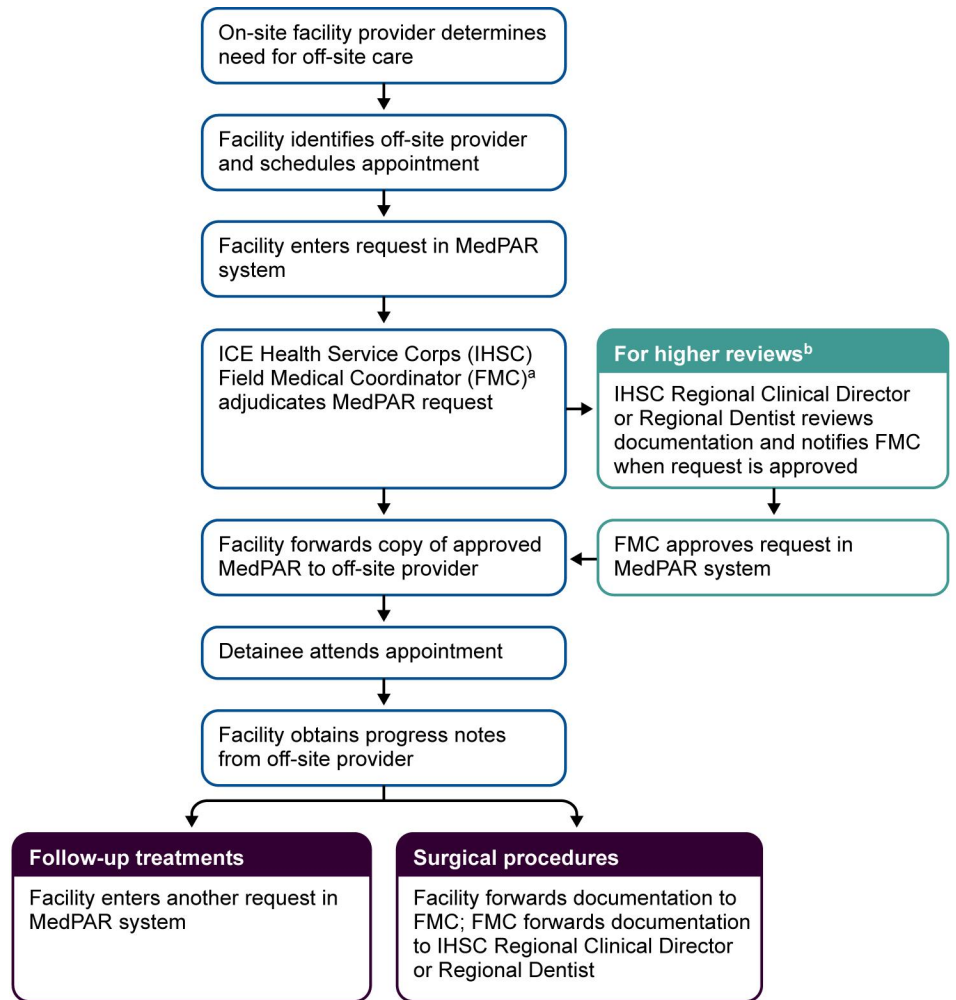 On-site facility provider determines
need for off-site care
Facility identifies off-site provider
and schedules appointment
Facility enters request in MedPAR
system
ICE Health Service Corps (IHSC)
Field Medical Coordinator (FMC)a
adjudicates MedPAR request
For higher reviewsb
IHSC Regional Clinical Director
or Regional Dentist reviews
documentation and notifies FMC
when request is approved
FMC approves request in
MedPAR system
Facility forwards copy of approved
MedPAR to off-site provider
Detainee attends appointment
Facility obtains progress notes
from off-site provider
Follow-up treatments
Facility enters another request in
MedPAR system
Surgical procedures
Facility forwards documentation to
FMC; FMC forwards documentation
to IHSC Regional Clinical Director
or Regional Dentist